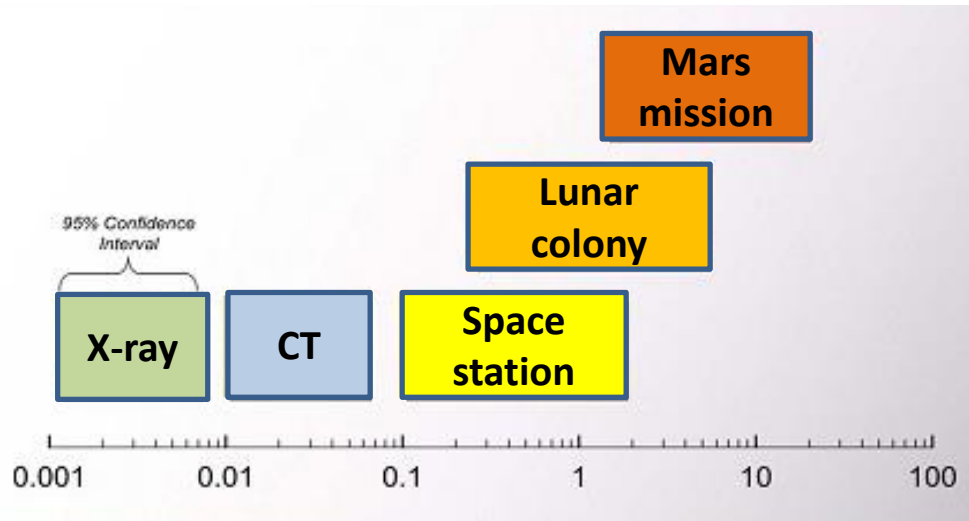 Mars
mission
Lunar
colony
95% Confidence
Interval
X-ray
CT
Space
station
0.001
0.01
0.1
1
10
100